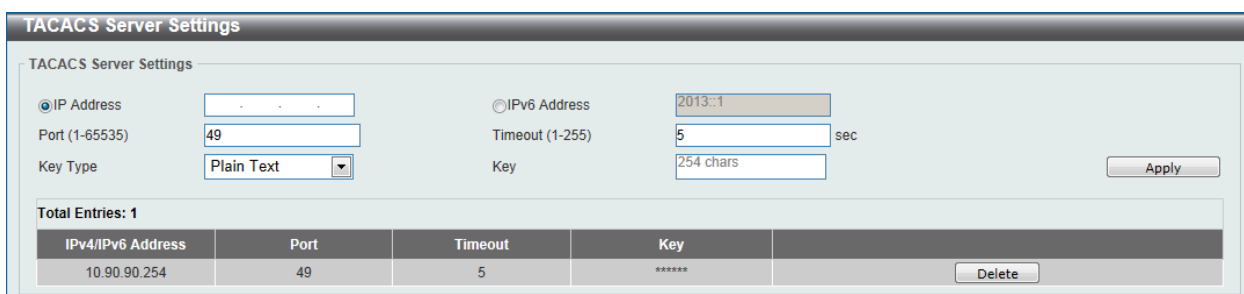 TACACS Server Settings
TACACS Server Settings
IP Address . . . IPv6 Address 2013::1
Port (1-65535) 49 Timeout (1-255) 5 sec
Key Type Plain Text Key 254 chars Apply
Total Entries: 1
IPv4/IPv6 Address Port Timeout Key
10.90.90.254 49 5 ****** Delete